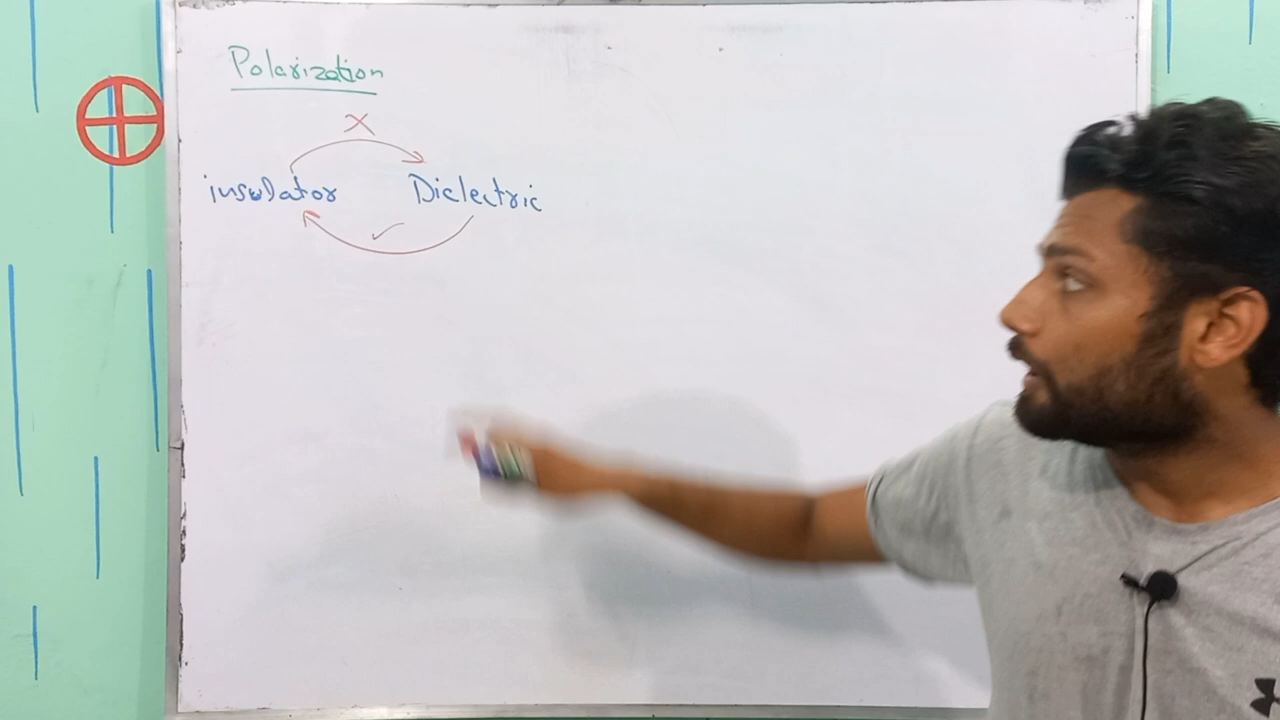 Polarization
X
insulator Dielectric
✓